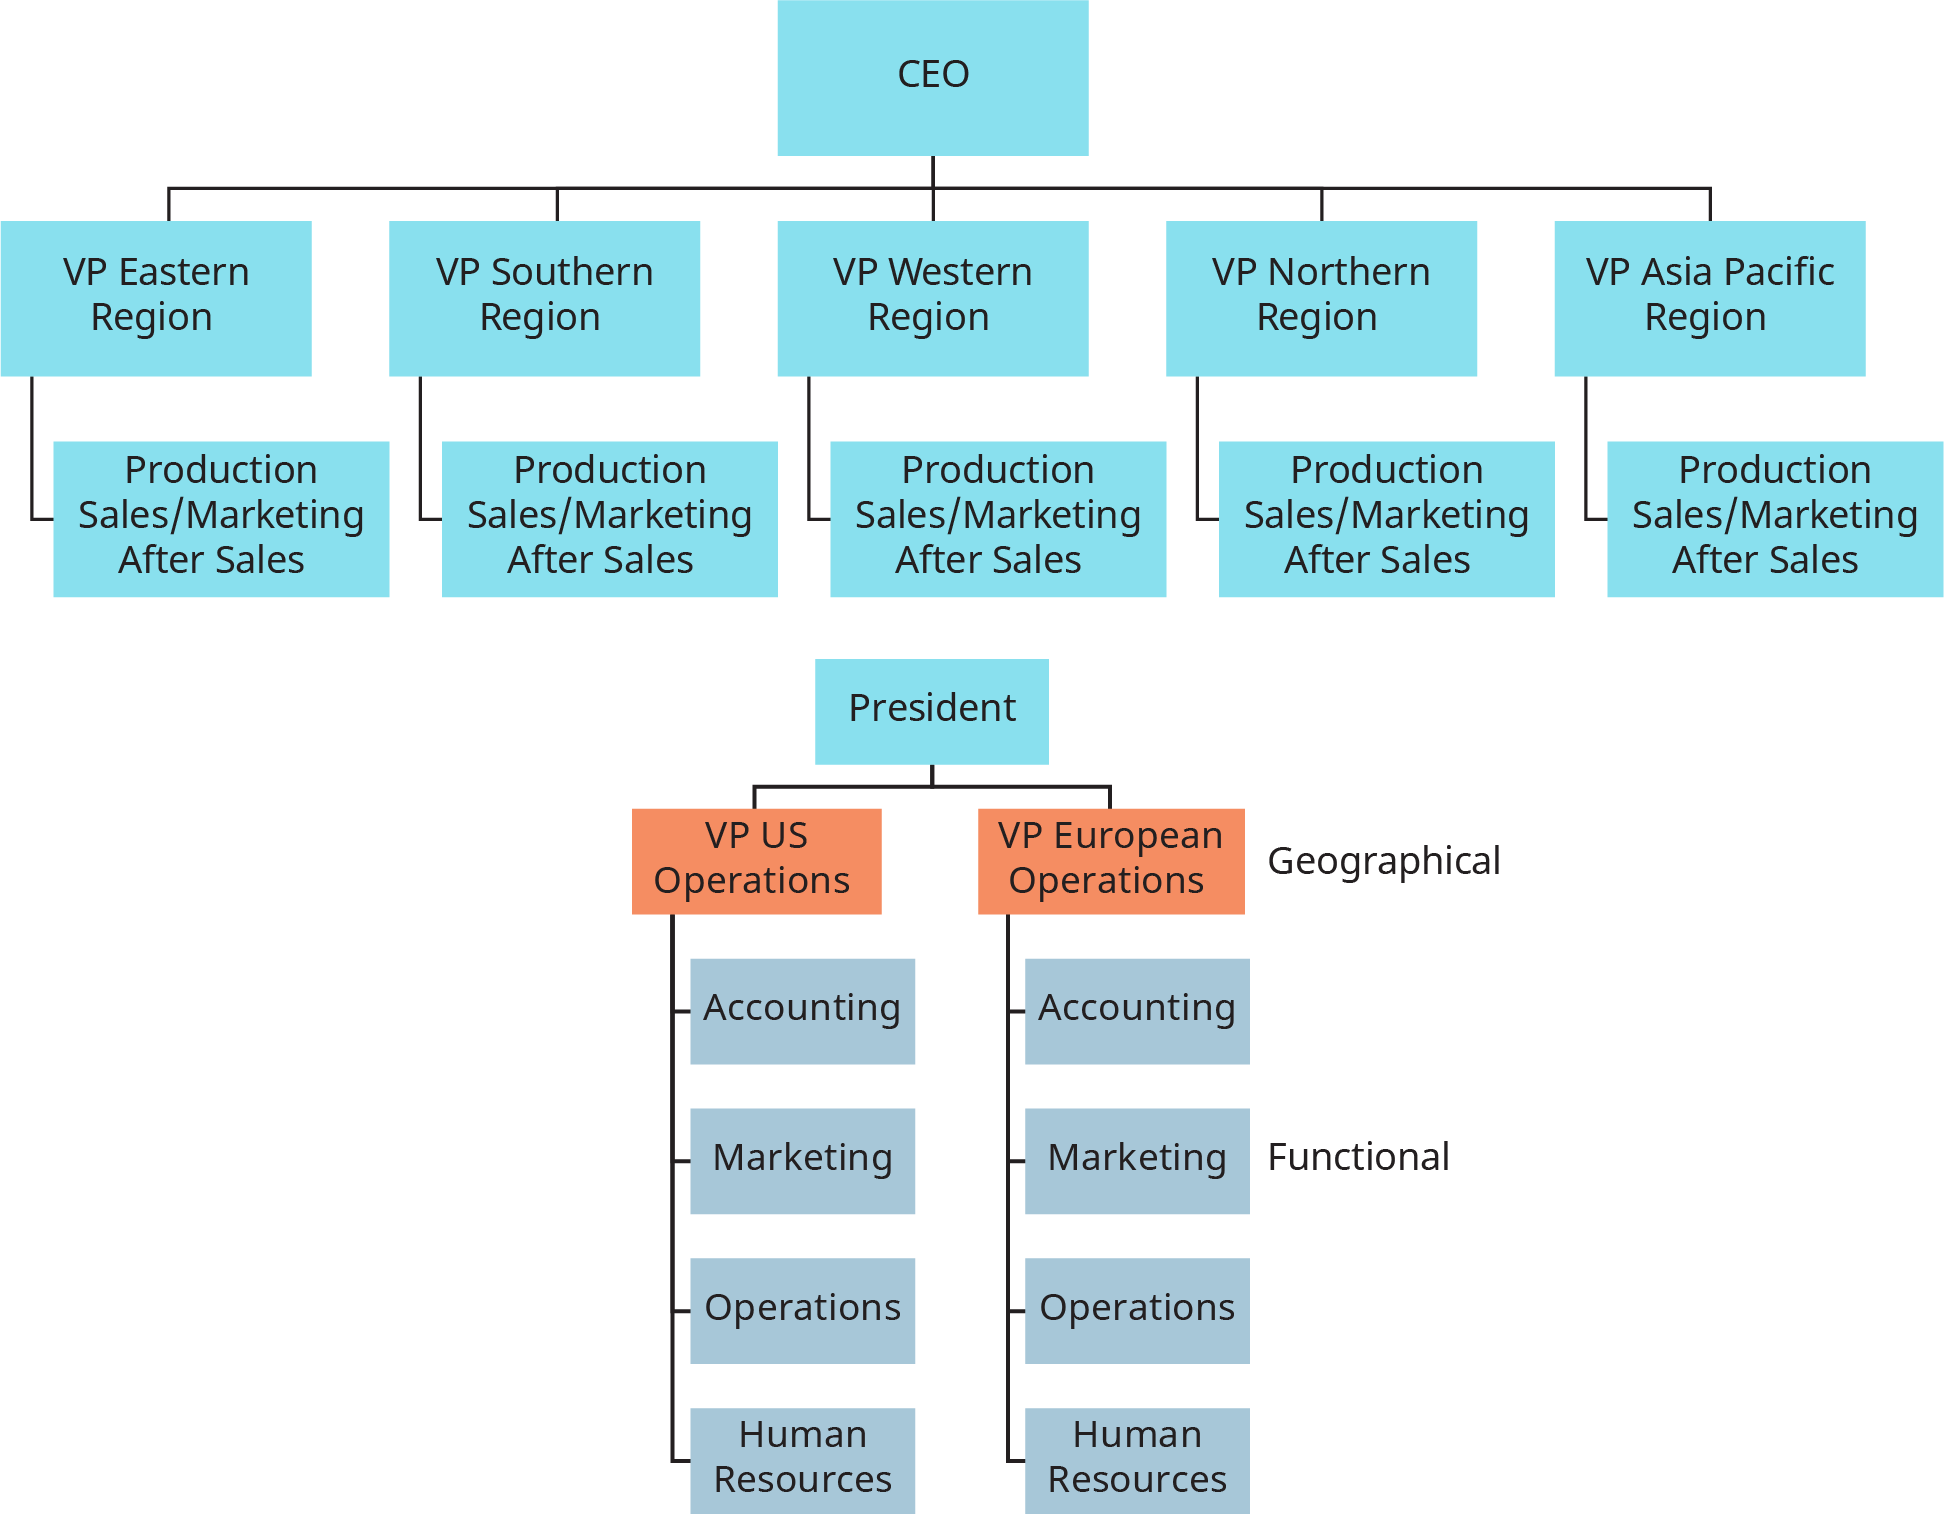 CEO
VP Eastern
Region
VP Southern
Region
VP Western
Region
VP Northern
Region
VP Asia Pacific
Region
Production
Sales/Marketing
After Sales
Production
Sales/Marketing
After Sales
Production
Sales/Marketing
After Sales
Production
Sales/Marketing
After Sales
Production
Sales/Marketing
After Sales
President
VP US
Operations
VP European
Operations
Geographical
Accounting
Accounting
Marketing
Marketing
Functional
Operations
Operations
Human
Resources
Human
Resources